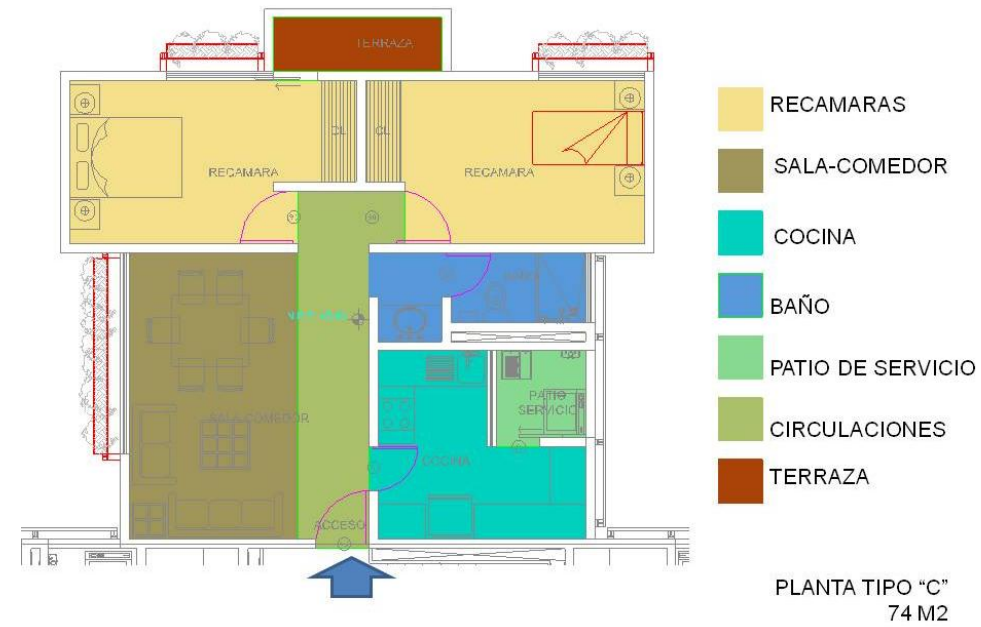 TERRAZA
CL
CL
RECAMARA
RECAMARA
SALA-COMEDOR
PATIO
SERVICIO
COCINA
ACCESO
RECAMARAS
SALA-COMEDOR
COCINA
BAÑO
PATIO DE SERVICIO
CIRCULACIONES
TERRAZA
PLANTA TIPO “C”
74 M2